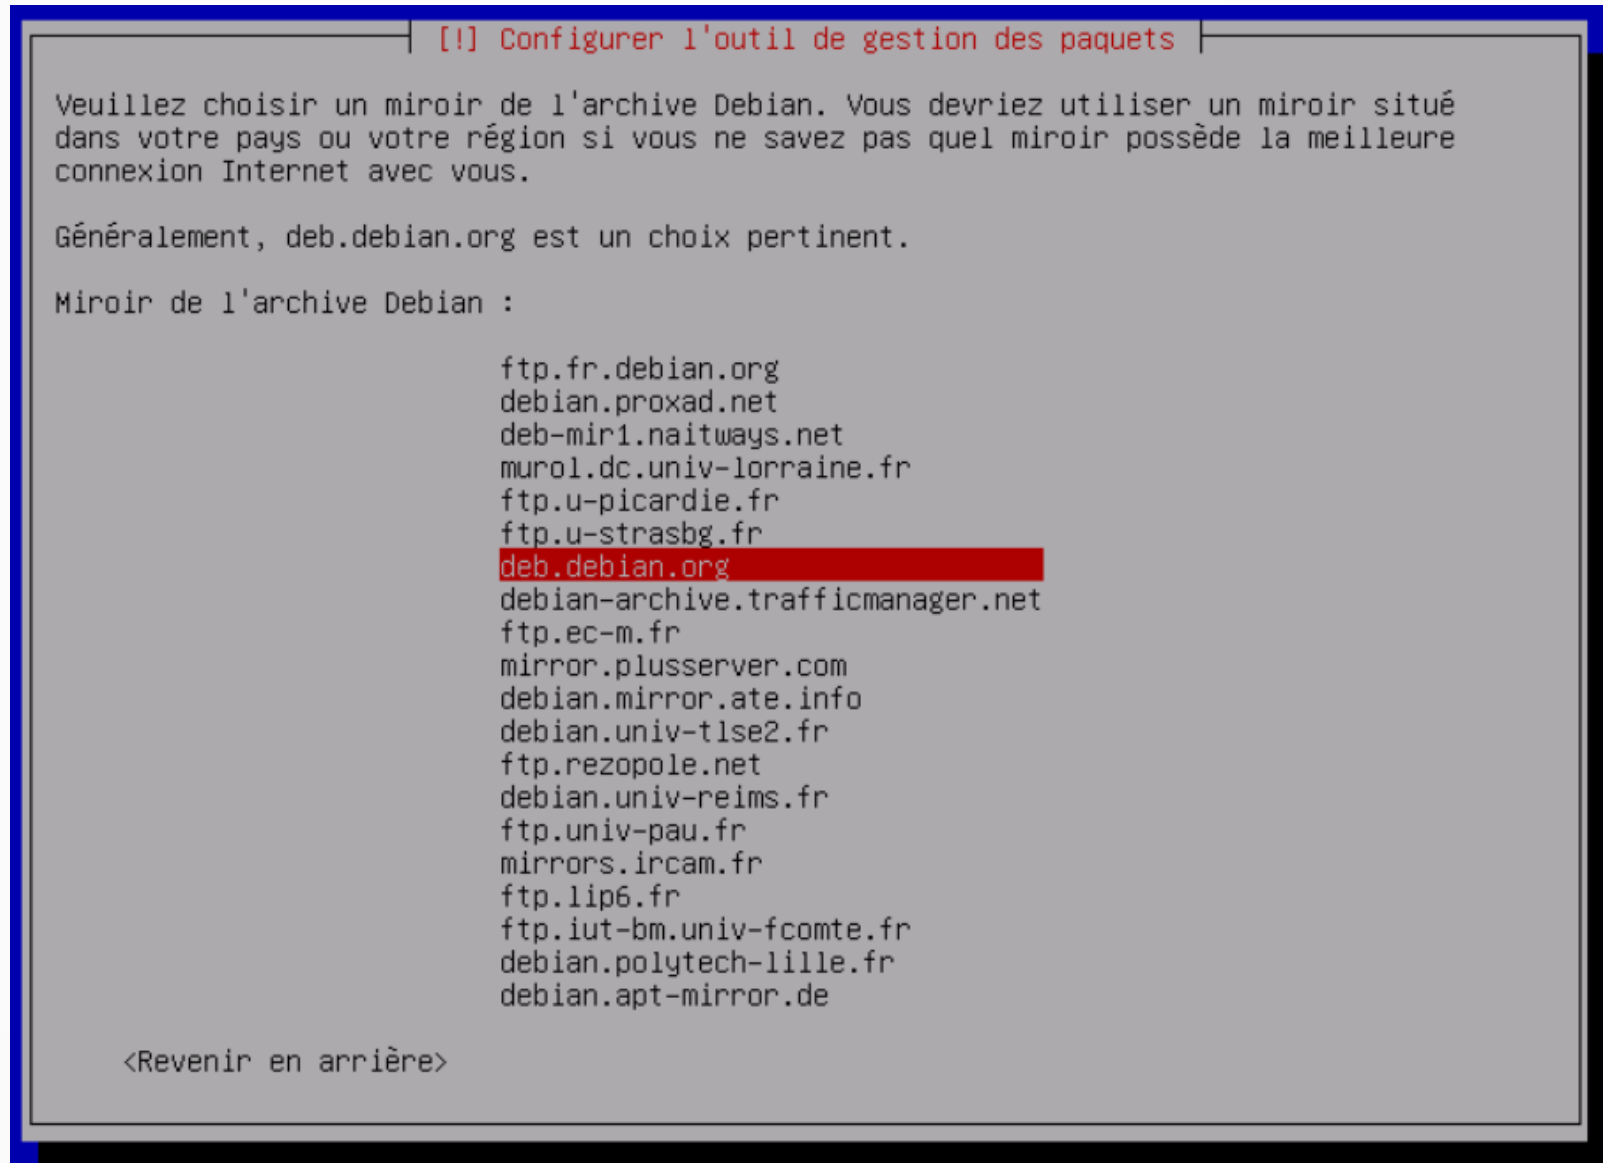 [!] Configurer l'outil de gestion des paquets
Veuillez choisir un miroir de l'archive Debian. Vous devriez utiliser un miroir situé
dans votre pays ou votre région si vous ne savez pas quel miroir possède la meilleure
connexion Internet avec vous.
Généralement, deb.debian.org est un choix pertinent.
Miroir de l'archive Debian :
ftp.fr.debian.org
debian.proxad.net
deb-mir1.naitways.net
murol.dc.univ-lorraine.fr
ftp.u-picardie.fr
ftp.u-strasbg.fr
deb.debian.org
debian-archive.trafficmanager.net
ftp.ec-m.fr
mirror.plusserver.com
debian.mirror.ate.info
debian.univ-tlse2.fr
ftp.rezopole.net
debian.univ-reims.fr
ftp.univ-pau.fr
mirrors.ircam.fr
ftp.lip6.fr
ftp.iut-bm.univ-fcomte.fr
debian.polytech-lille.fr
debian.apt-mirror.de
<Revenir en arrière>